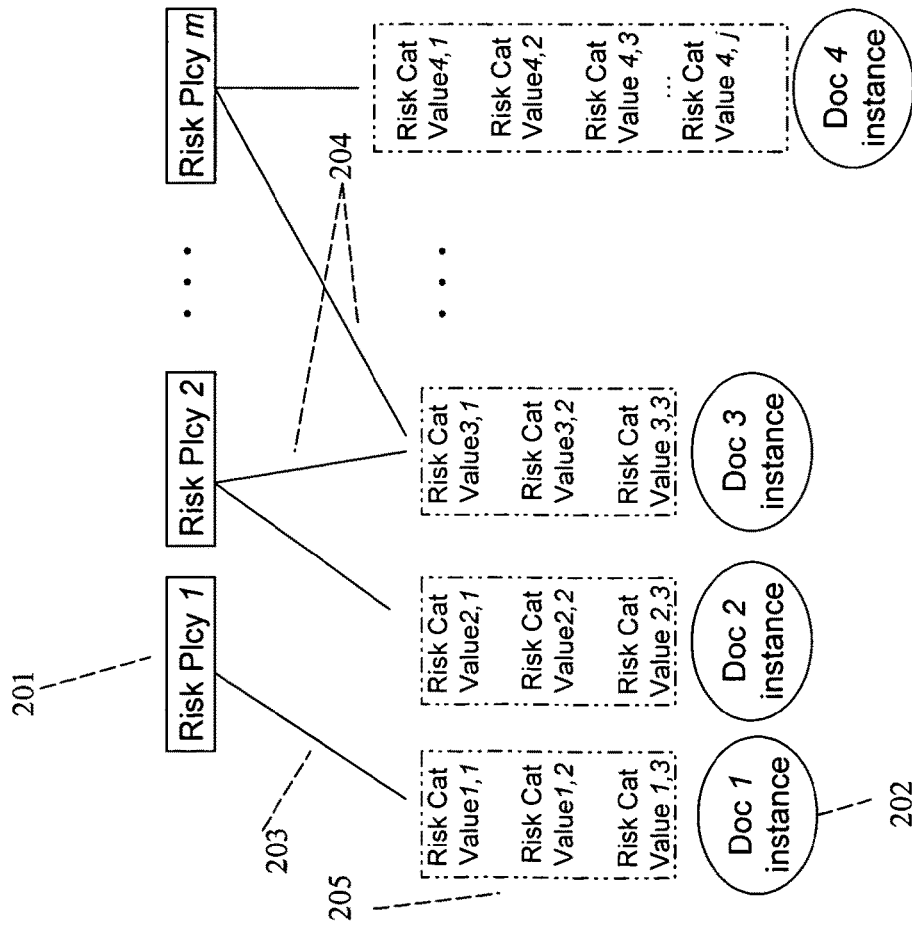 201
Risk Plcy 1
Risk Plcy 2
. . .
Risk Plcy m
203
204
205
Risk Cat
Value1,1
Risk Cat
Value1,2
Risk Cat
Value 1,3
Risk Cat
Value2,1
Risk Cat
Value2,2
Risk Cat
Value 2,3
Risk Cat
Value3,1
Risk Cat
Value3,2
Risk Cat
Value 3,3
. . .
Risk Cat
Value4,1
Risk Cat
Value4,2
Risk Cat
Value 4,3
...
Risk Cat
Value 4, j
Doc 1
instance
Doc 2
instance
Doc 3
instance
Doc 4
instance
202